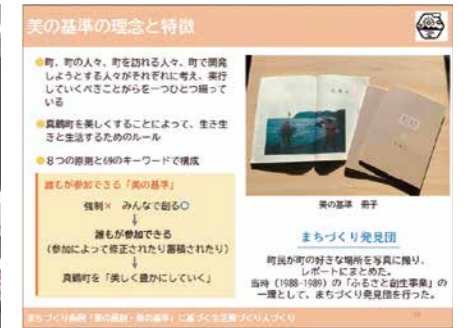 美の基準の理念と特徴
●町、町の人々、町を訪れる人々、町で開発
しようとする人々がそれぞれに考え、実行
していくべきことがらを一つひとつ綴って
いる
●真鶴町を美しくすることによって、生き生
きと生活するためのルール
●8つの原則と69のキーワードで構成
誰もが参加できる「美の基準」
強制× みんなで創る○
↓
誰もが参加できる
(参加によって修正されたり蓄積されたり)
↓
真鶴町を「美しく豊かにしていく」
美の基準 冊子
まちづくり発見団
町民が町の好きな場所を写真に撮り、
レポートにまとめた。
当時(1988-1989)の「ふるさと創生事業」の
一環として、まちづくり発見団を行った。
まちづくり条例「美の原則・美の基準」に基づく生活景づくり人づくり